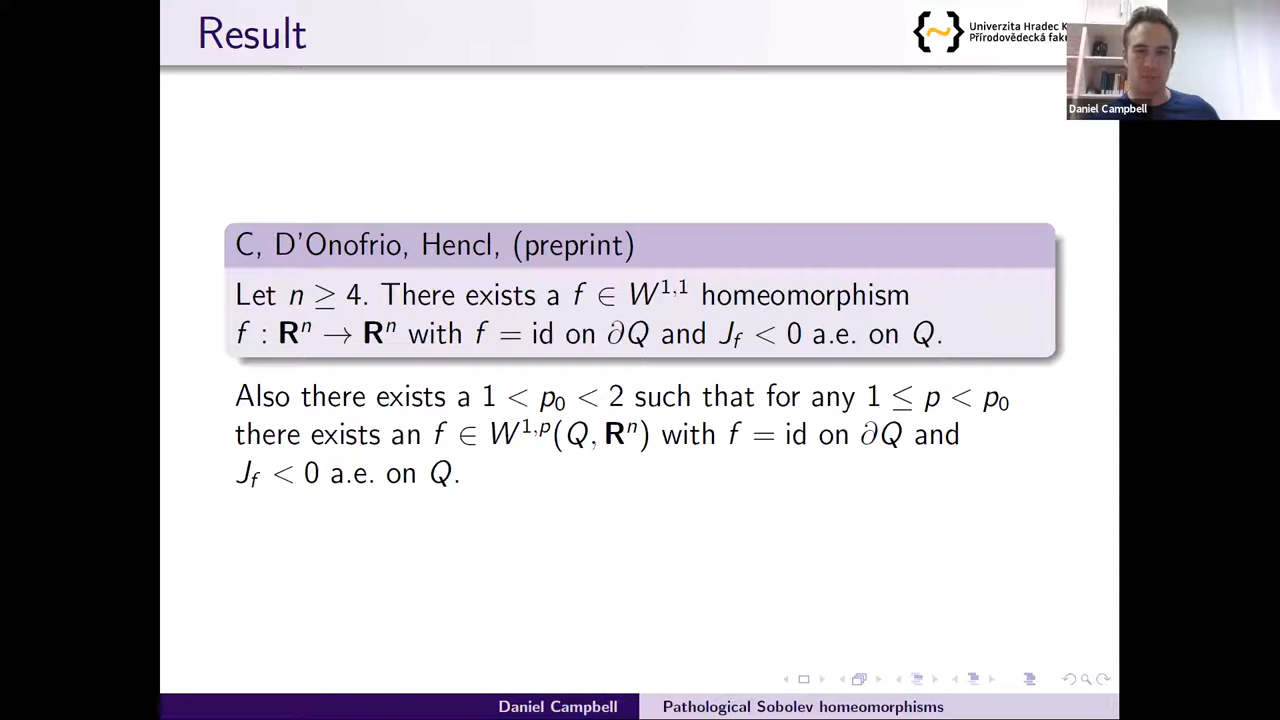 Result
Univerzita Hradec K
Přírodovědecká faku
Daniel Campbell
C, D'Onofrio, Hencl, (preprint)
Let n ≥ 4. There exists a f ∈ W^{1,1} homeomorphism
f : R^n → R^n with f = id on ∂Q and J_f < 0 a.e. on Q.
Also there exists a 1 < p_0 < 2 such that for any 1 ≤ p < p_0
there exists an f ∈ W^{1,p}(Q, R^n) with f = id on ∂Q and
J_f < 0 a.e. on Q.
Daniel Campbell
Pathological Sobolev homeomorphisms